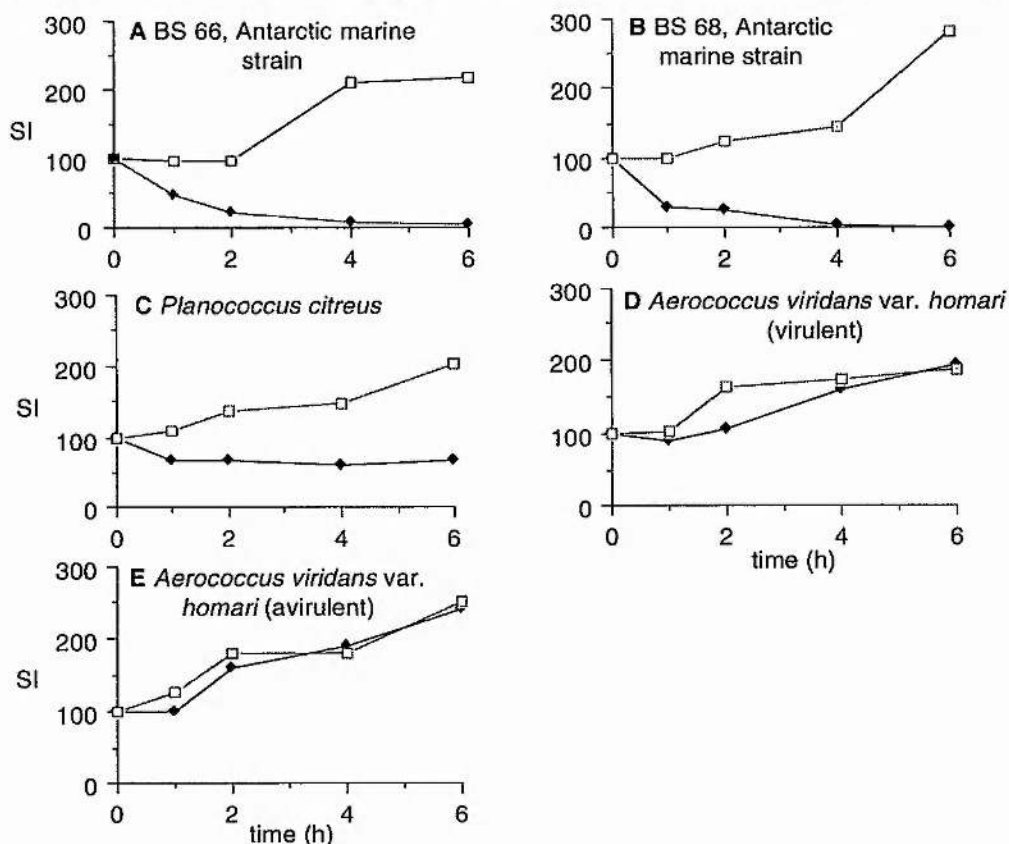 300
A BS 66, Antarctic marine
strain
200
SI
100
0
0 2 4 6
300
B BS 68, Antarctic
marine strain
200
100
0
0 2 4 6
300
C Planococcus citreus
200
SI
100
0
0 2 4 6
300
D Aerococcus viridans var. homari
(virulent)
200
100
0
0 2 4 6
time (h)
300
E Aerococcus viridans var.
homari (avirulent)
200
SI
100
0
0 2 4 6
time (h)